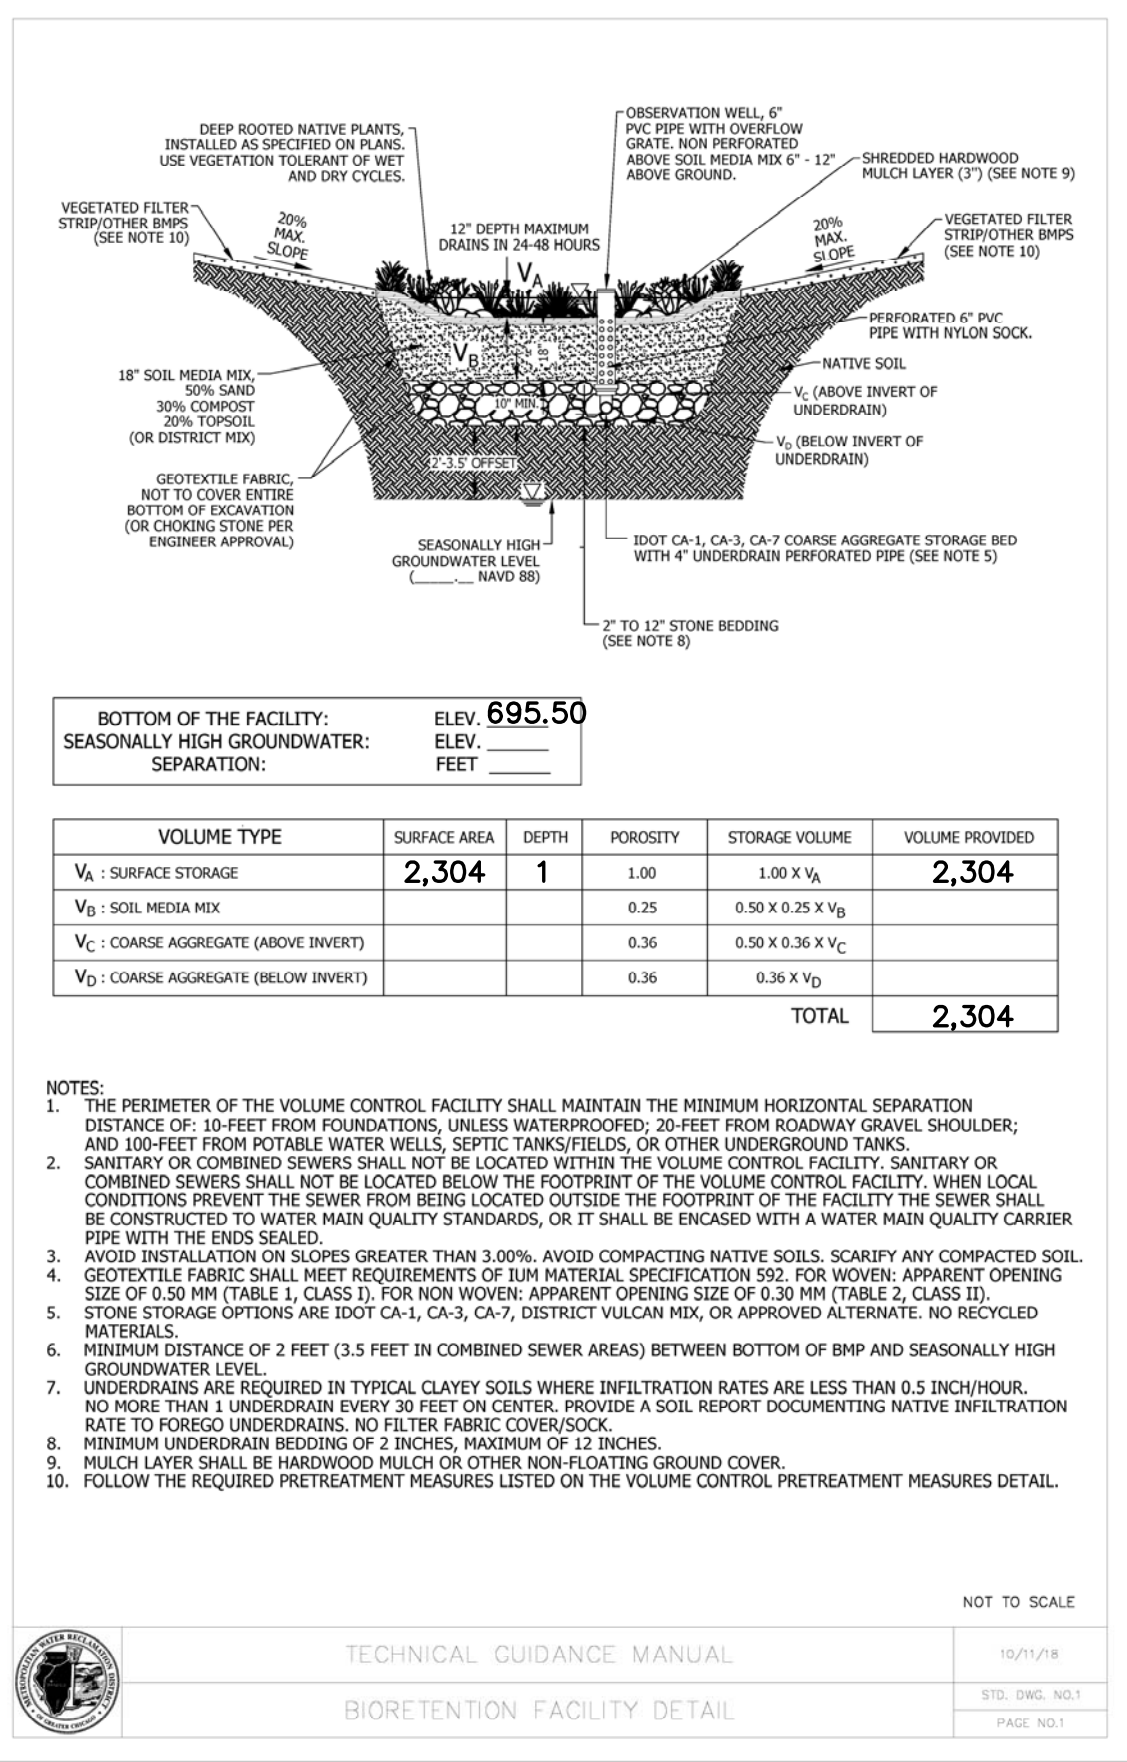 DEEP ROOTED NATIVE PLANTS,
INSTALLED AS SPECIFIED ON PLANS.
USE VEGETATION TOLERANT OF WET
AND DRY CYCLES.
OBSERVATION WELL, 6"
PVC PIPE WITH OVERFLOW
GRATE. NON PERFORATED
ABOVE SOIL MEDIA MIX 6" - 12"
ABOVE GROUND.
SHREDDED HARDWOOD
MULCH LAYER (3") (SEE NOTE 9)
VEGETATED FILTER
STRIP/OTHER BMPS
(SEE NOTE 10)
20%
MAX.
SLOPE
12" DEPTH MAXIMUM
DRAINS IN 24-48 HOURS
20%
MAX.
SLOPE
VEGETATED FILTER
STRIP/OTHER BMPS
(SEE NOTE 10)
VA
PERFORATED 6" PVC
PIPE WITH NYLON SOCK.
VB
18"
NATIVE SOIL
18" SOIL MEDIA MIX,
50% SAND
30% COMPOST
20% TOPSOIL
(OR DISTRICT MIX)
10" MIN.
VC (ABOVE INVERT OF
UNDERDRAIN)
VD (BELOW INVERT OF
UNDERDRAIN)
2'-3.5' OFFSET
GEOTEXTILE FABRIC,
NOT TO COVER ENTIRE
BOTTOM OF EXCAVATION
(OR CHOKING STONE PER
ENGINEER APPROVAL)
SEASONALLY HIGH
GROUNDWATER LEVEL
(_____.__ NAVD 88)
IDOT CA-1, CA-3, CA-7 COARSE AGGREGATE STORAGE BED
WITH 4" UNDERDRAIN PERFORATED PIPE (SEE NOTE 5)
2" TO 12" STONE BEDDING
(SEE NOTE 8)
BOTTOM OF THE FACILITY: ELEV. 695.50
SEASONALLY HIGH GROUNDWATER: ELEV. ______
SEPARATION: FEET ______
VOLUME TYPE SURFACE AREA DEPTH POROSITY STORAGE VOLUME VOLUME PROVIDED
VA : SURFACE STORAGE 2,304 1 1.00 1.00 X VA 2,304
VB : SOIL MEDIA MIX 0.25 0.50 X 0.25 X VB
VC : COARSE AGGREGATE (ABOVE INVERT) 0.36 0.50 X 0.36 X VC
VD : COARSE AGGREGATE (BELOW INVERT) 0.36 0.36 X VD
TOTAL 2,304
NOTES:
1. THE PERIMETER OF THE VOLUME CONTROL FACILITY SHALL MAINTAIN THE MINIMUM HORIZONTAL SEPARATION
DISTANCE OF: 10-FEET FROM FOUNDATIONS, UNLESS WATERPROOFED; 20-FEET FROM ROADWAY GRAVEL SHOULDER;
AND 100-FEET FROM POTABLE WATER WELLS, SEPTIC TANKS/FIELDS, OR OTHER UNDERGROUND TANKS.
2. SANITARY OR COMBINED SEWERS SHALL NOT BE LOCATED WITHIN THE VOLUME CONTROL FACILITY. SANITARY OR
COMBINED SEWERS SHALL NOT BE LOCATED BELOW THE FOOTPRINT OF THE VOLUME CONTROL FACILITY. WHEN LOCAL
CONDITIONS PREVENT THE SEWER FROM BEING LOCATED OUTSIDE THE FOOTPRINT OF THE FACILITY THE SEWER SHALL
BE CONSTRUCTED TO WATER MAIN QUALITY STANDARDS, OR IT SHALL BE ENCASED WITH A WATER MAIN QUALITY CARRIER
PIPE WITH THE ENDS SEALED.
3. AVOID INSTALLATION ON SLOPES GREATER THAN 3.00%. AVOID COMPACTING NATIVE SOILS. SCARIFY ANY COMPACTED SOIL.
4. GEOTEXTILE FABRIC SHALL MEET REQUIREMENTS OF IUM MATERIAL SPECIFICATION 592. FOR WOVEN: APPARENT OPENING
SIZE OF 0.50 MM (TABLE 1, CLASS I). FOR NON WOVEN: APPARENT OPENING SIZE OF 0.30 MM (TABLE 2, CLASS II).
5. STONE STORAGE OPTIONS ARE IDOT CA-1, CA-3, CA-7, DISTRICT VULCAN MIX, OR APPROVED ALTERNATE. NO RECYCLED
MATERIALS.
6. MINIMUM DISTANCE OF 2 FEET (3.5 FEET IN COMBINED SEWER AREAS) BETWEEN BOTTOM OF BMP AND SEASONALLY HIGH
GROUNDWATER LEVEL.
7. UNDERDRAINS ARE REQUIRED IN TYPICAL CLAYEY SOILS WHERE INFILTRATION RATES ARE LESS THAN 0.5 INCH/HOUR.
NO MORE THAN 1 UNDERDRAIN EVERY 30 FEET ON CENTER. PROVIDE A SOIL REPORT DOCUMENTING NATIVE INFILTRATION
RATE TO FOREGO UNDERDRAINS. NO FILTER FABRIC COVER/SOCK.
8. MINIMUM UNDERDRAIN BEDDING OF 2 INCHES, MAXIMUM OF 12 INCHES.
9. MULCH LAYER SHALL BE HARDWOOD MULCH OR OTHER NON-FLOATING GROUND COVER.
10. FOLLOW THE REQUIRED PRETREATMENT MEASURES LISTED ON THE VOLUME CONTROL PRETREATMENT MEASURES DETAIL.
NOT TO SCALE
METROPOLITAN WATER RECLAMATION DISTRICT
OF GREATER CHICAGO
TECHNICAL GUIDANCE MANUAL
10/11/18
BIORETENTION FACILITY DETAIL
STD. DWG. NO.1
PAGE NO.1